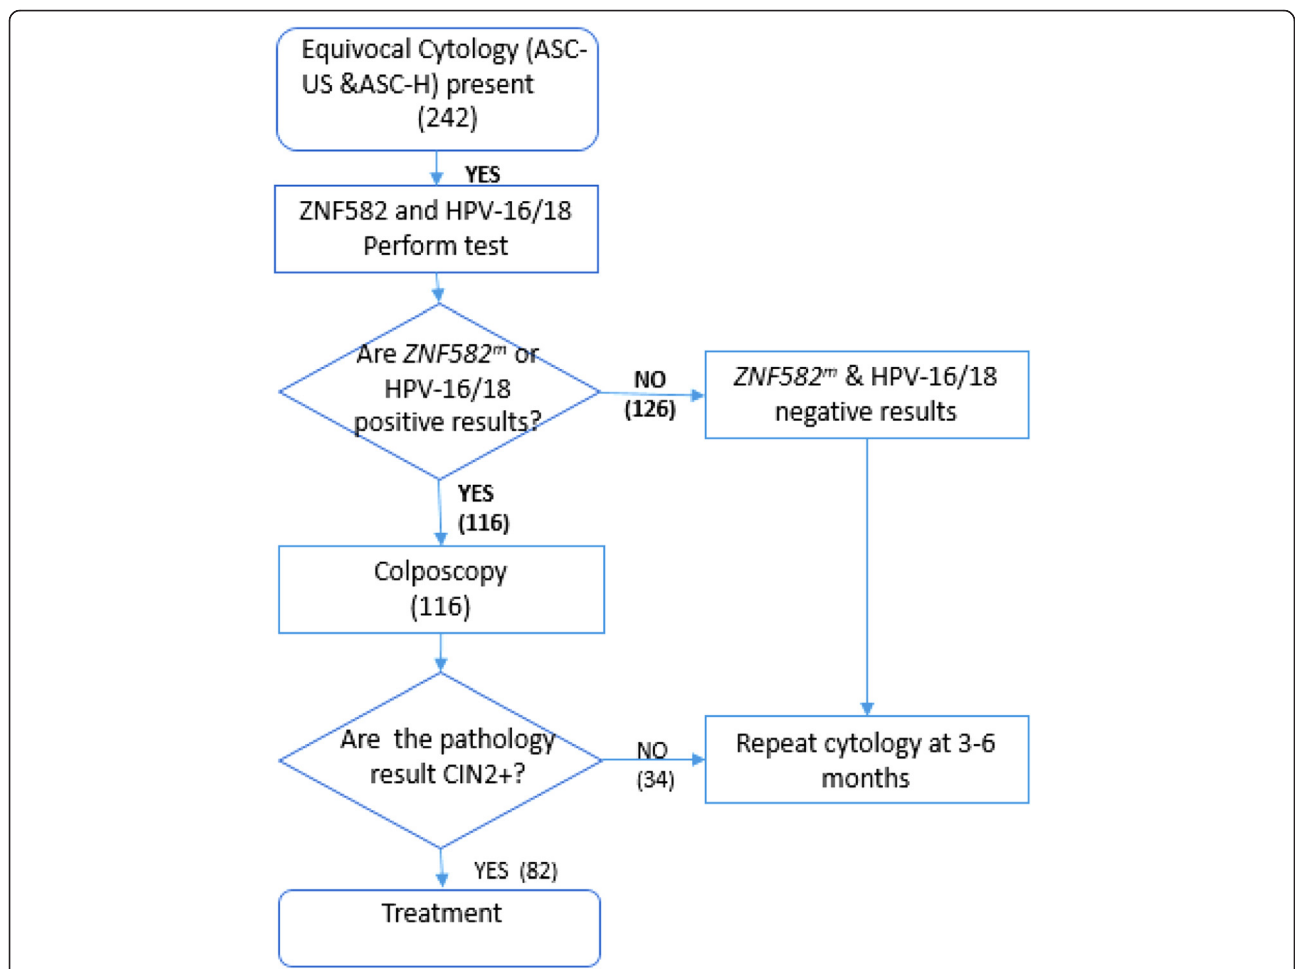 Equivocal Cytology (ASC-
US &ASC-H) present
(242)
YES
ZNF582 and HPV-16/18
Perform test
Are ZNF582ᵐ or
HPV-16/18
positive results?
NO
(126)
ZNF582ᵐ & HPV-16/18
negative results
YES
(116)
Colposcopy
(116)
Are the pathology
result CIN2+?
NO
(34)
Repeat cytology at 3-6
months
YES (82)
Treatment